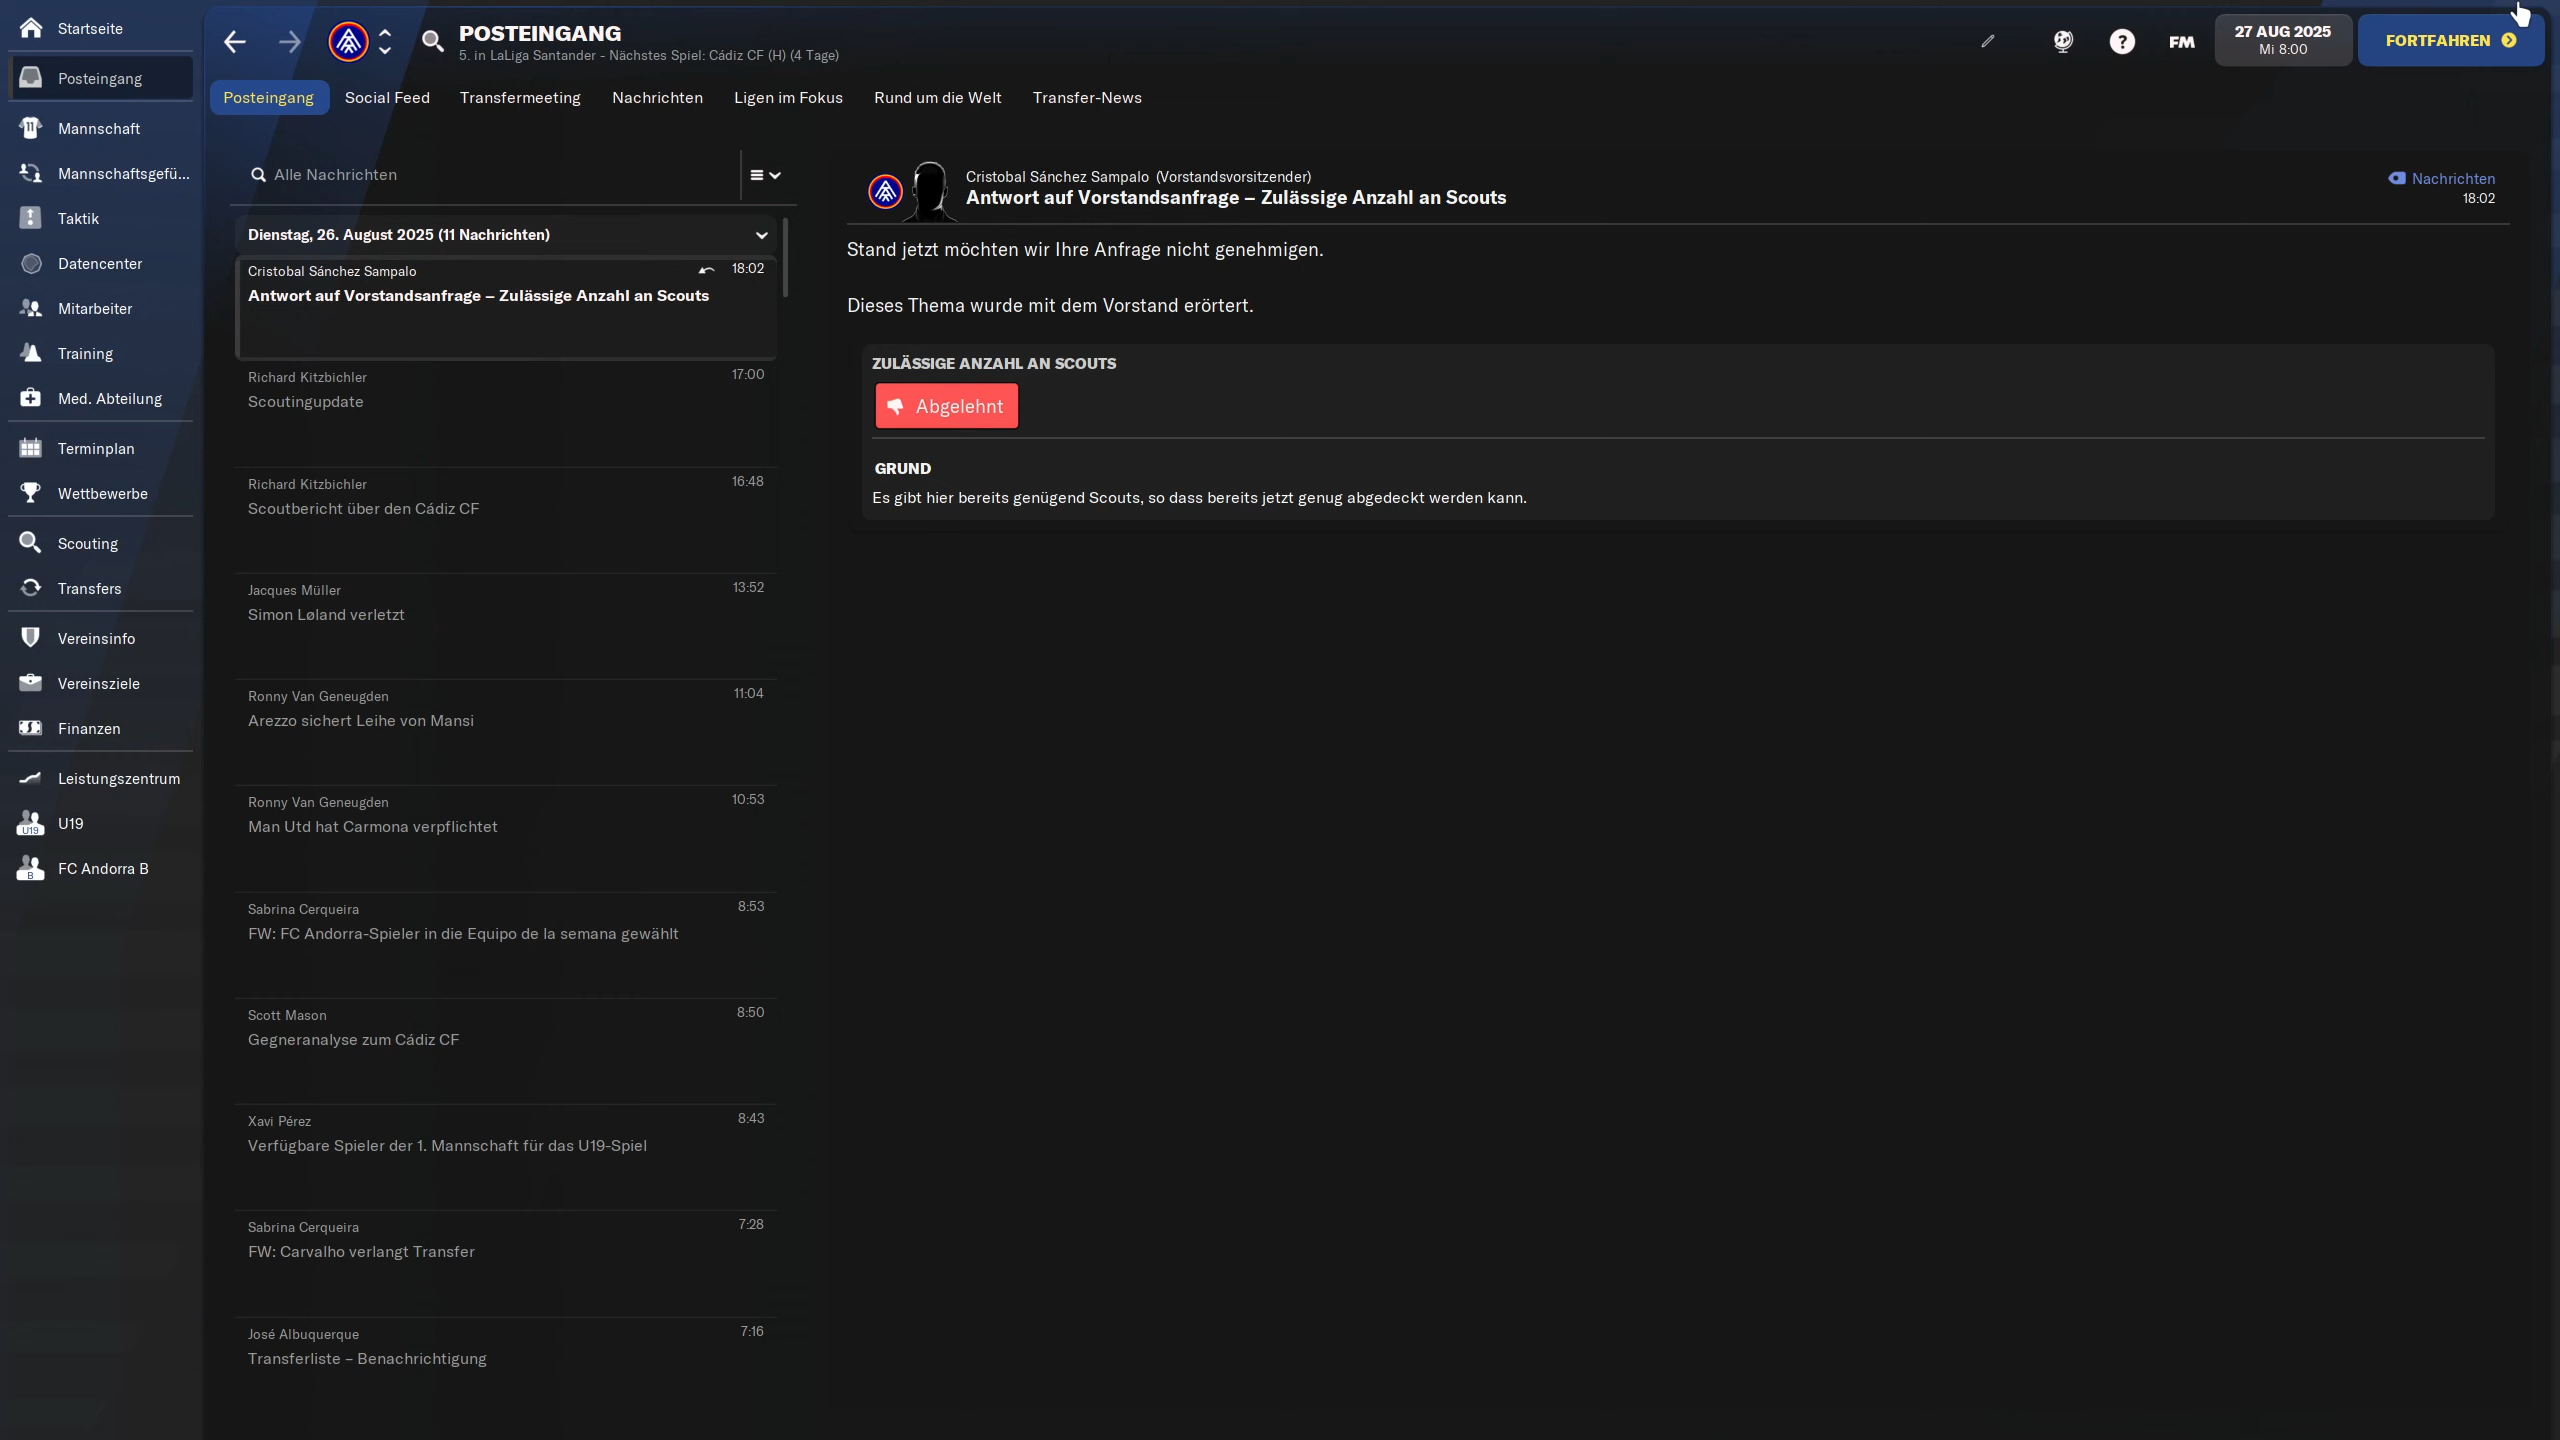 Startseite
Posteingang
Mannschaft
Mannschaftsgefü...
Taktik
Datencenter
Mitarbeiter
Training
Med. Abteilung
Terminplan
Wettbewerbe
Scouting
Transfers
Vereinsinfo
Vereinsziele
Finanzen
Leistungszentrum
U19
U19
B
FC Andorra B
POSTEINGANG
5. in LaLiga Santander - Nächstes Spiel: Cádiz CF (H) (4 Tage)
FM
27 AUG 2025
Mi 8:00
FORTFAHREN
Posteingang Social Feed Transfermeeting Nachrichten Ligen im Fokus Rund um die Welt Transfer-News
Alle Nachrichten
Dienstag, 26. August 2025 (11 Nachrichten)
Cristobal Sánchez Sampalo 18:02
Antwort auf Vorstandsanfrage – Zulässige Anzahl an Scouts
Richard Kitzbichler 17:00
Scoutingupdate
Richard Kitzbichler 16:48
Scoutbericht über den Cádiz CF
Jacques Müller 13:52
Simon Løland verletzt
Ronny Van Geneugden 11:04
Arezzo sichert Leihe von Mansi
Ronny Van Geneugden 10:53
Man Utd hat Carmona verpflichtet
Sabrina Cerqueira 8:53
FW: FC Andorra-Spieler in die Equipo de la semana gewählt
Scott Mason 8:50
Gegneranalyse zum Cádiz CF
Xavi Pérez 8:43
Verfügbare Spieler der 1. Mannschaft für das U19-Spiel
Sabrina Cerqueira 7:28
FW: Carvalho verlangt Transfer
José Albuquerque 7:16
Transferliste – Benachrichtigung
Cristobal Sánchez Sampalo (Vorstandsvorsitzender)
Antwort auf Vorstandsanfrage – Zulässige Anzahl an Scouts
Nachrichten
18:02
Stand jetzt möchten wir Ihre Anfrage nicht genehmigen.
Dieses Thema wurde mit dem Vorstand erörtert.
ZULÄSSIGE ANZAHL AN SCOUTS
Abgelehnt
GRUND
Es gibt hier bereits genügend Scouts, so dass bereits jetzt genug abgedeckt werden kann.